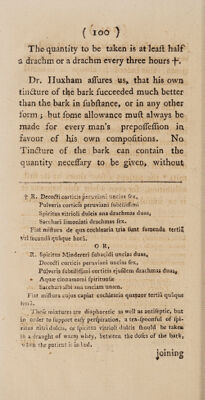 ( 100 )
The quantity to be taken is at leaſt half
a drachm or a drachm every three hours †.
Dr. Huxham aſſures us, that his own
tincture of the bark ſucceeded much better
than the bark in ſubſtance, or in any other
form; but ſome allowance muſt always be
made for every man's prepoſſeſſion in
favour of his own compoſitions. No
Tincture of the bark can contain the
quantity neceſſary to be given, without
† R. Decocti corticis peruviani uncias ſex,
Pulveris corticis peruviani ſubtiliſſimi
Spiritus vitrioli dulcis ana drachmas duas,
Sacchari limoniati drachmas ſex.
Fiat miſtura de qua cochlearia tria ſunt ſumenda tertiâ
vel ſecundâ quâque horâ.
O R,
R. Spiritus Mindereri uncias duas,
Decocti corticis peruviani uncias ſex,
Pulveris ſubtiliſſimi corticis ejuſdem drachmas duas,
Aquæ cinnamomi ſpirituoſæ
Sacchari albi ana unciam unam.
Fiat miſtura cujus capiat cochlearia quatuor tertiâ quâque
horâ.
Theſe mixtures are diaphoretic as well as antiſeptic, but
in order to ſupport eaſy perſpiration, a tea-ſpoonful of ſpi-
ritus nitri dulcis, or ſpiritus vitrioli dulcis ſhould be taken
in a draught of warm whey, between the doſes of the bark,
when the patient is in bed.
joining